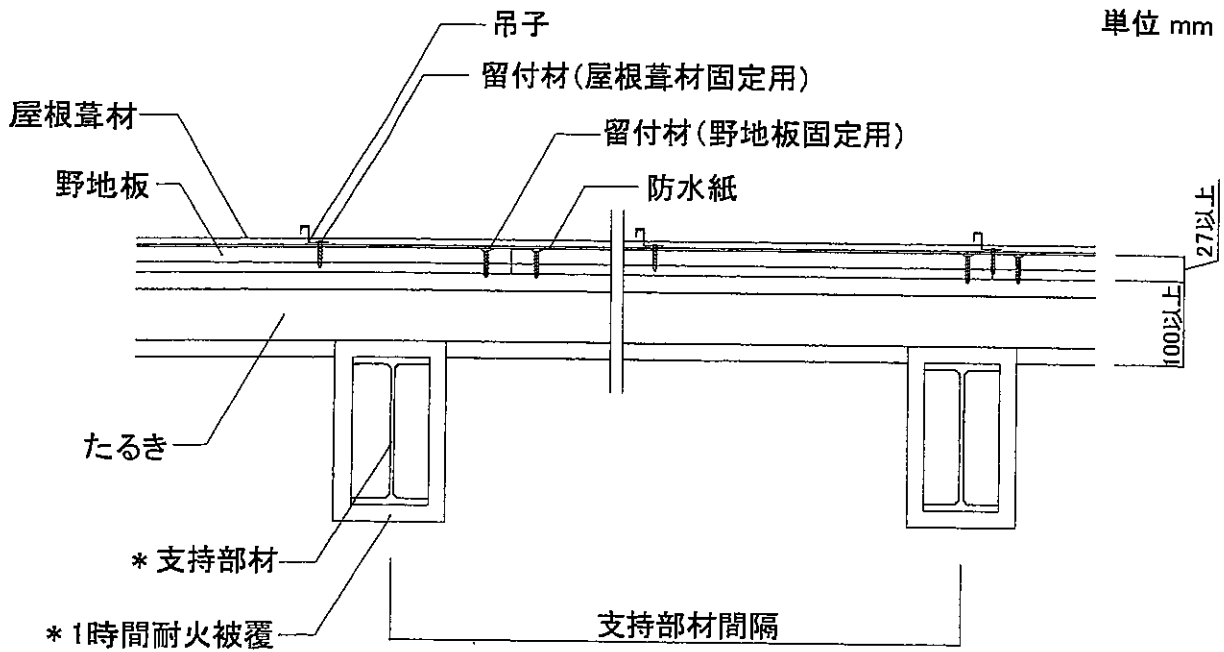 吊子
単位 mm
留付材(屋根葺材固定用)
屋根葺材
留付材(野地板固定用)
野地板
防水紙
27以上
100以上
たるき
*支持部材
*1時間耐火被覆
支持部材間隔